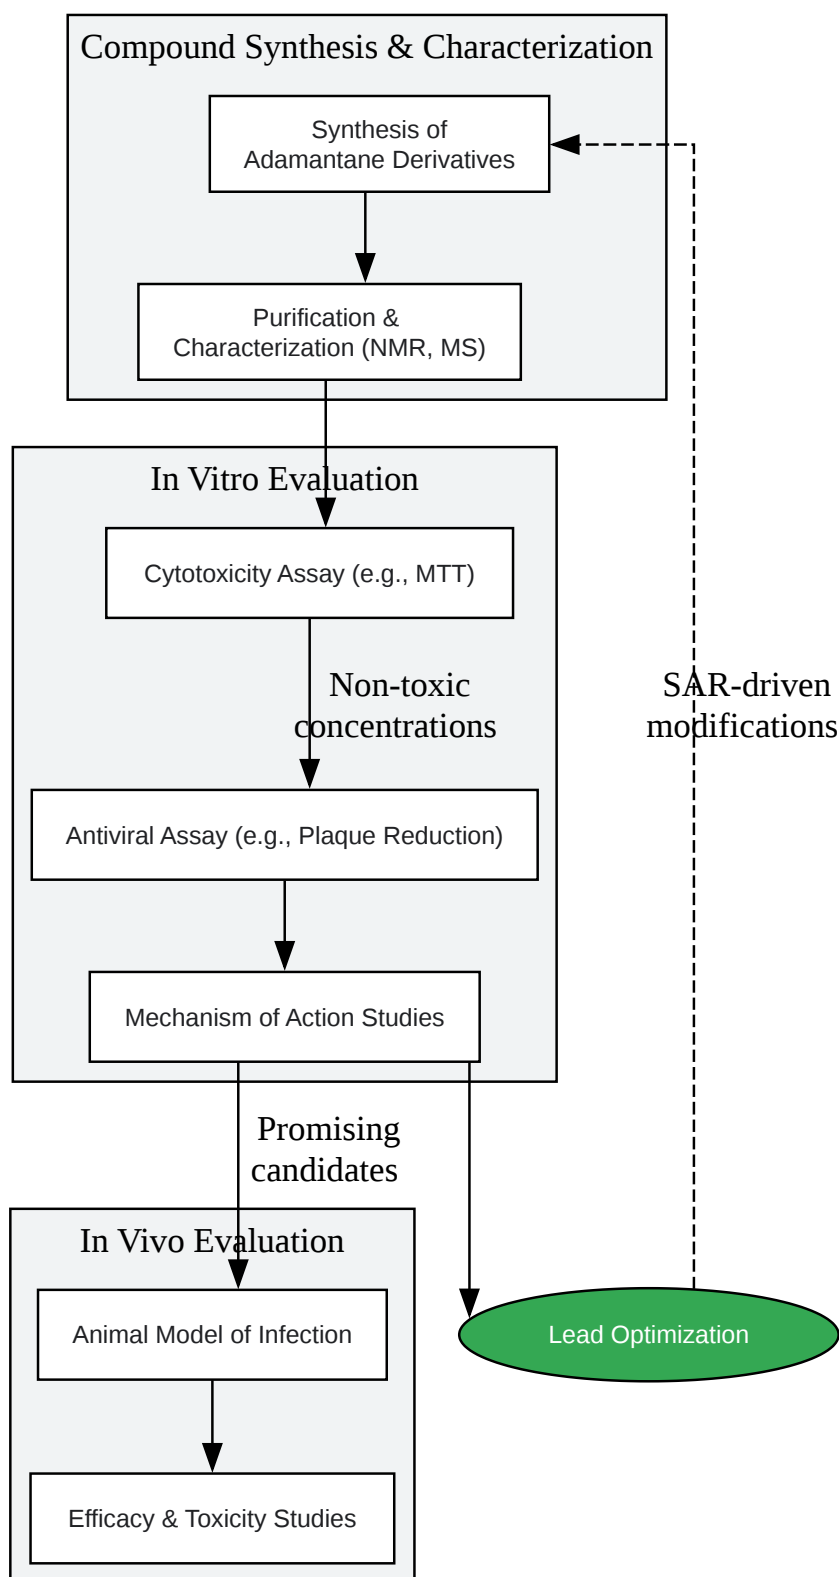 Compound Synthesis & Characterization
Synthesis of
Adamantane Derivatives
Purification &
Characterization (NMR, MS)
In Vitro Evaluation
Cytotoxicity Assay (e.g., MTT)
Non-toxic
concentrations
SAR-driven
modifications
Antiviral Assay (e.g., Plaque Reduction)
Mechanism of Action Studies
Promising
candidates
In Vivo Evaluation
Animal Model of Infection
Lead Optimization
Efficacy & Toxicity Studies